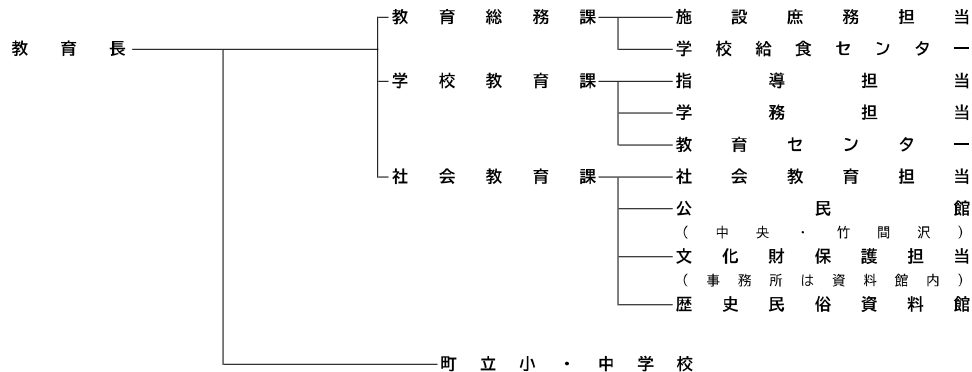 教育総務課 施設庶務担当
教育長
学校給食センター
学校教育課 指導担当
学務担当
教育センター
社会教育課 社会教育担当
公民館
（中央・竹間沢）
文化財保護担当
（事務所は資料館内）
歴史民俗資料館
町立小・中学校